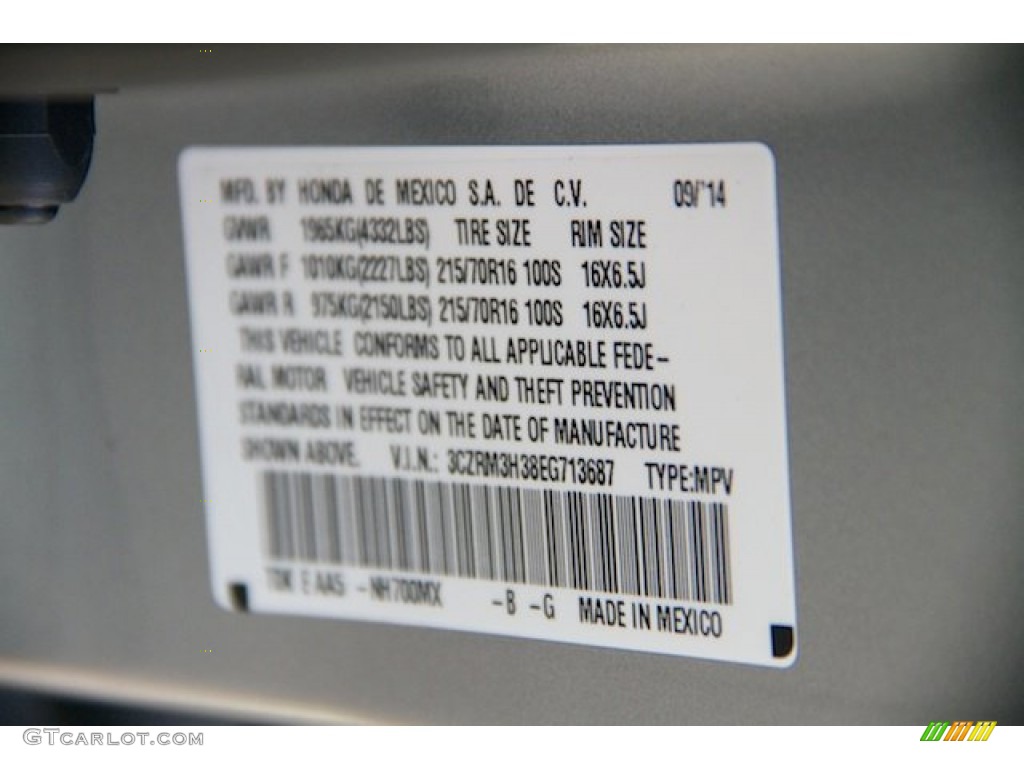 MFD. BY HONDA DE MEXICO S.A. DE C.V. 09/'14
GVWR 1965KG(4332LBS) TIRE SIZE RIM SIZE
GAWR F 1010KG(2227LBS) 215/70R16 100S 16X6.5J
GAWR R 975KG(2150LBS) 215/70R16 100S 16X6.5J
THIS VEHICLE CONFORMS TO ALL APPLICABLE FEDE-
RAL MOTOR VEHICLE SAFETY AND THEFT PREVENTION
STANDARDS IN EFFECT ON THE DATE OF MANUFACTURE
SHOWN ABOVE. V.I.N.: 3CZRM3H38EG713687 TYPE:MPV
E AA5 -NH700MX -B -G MADE IN MEXICO
GTCARLOT.COM